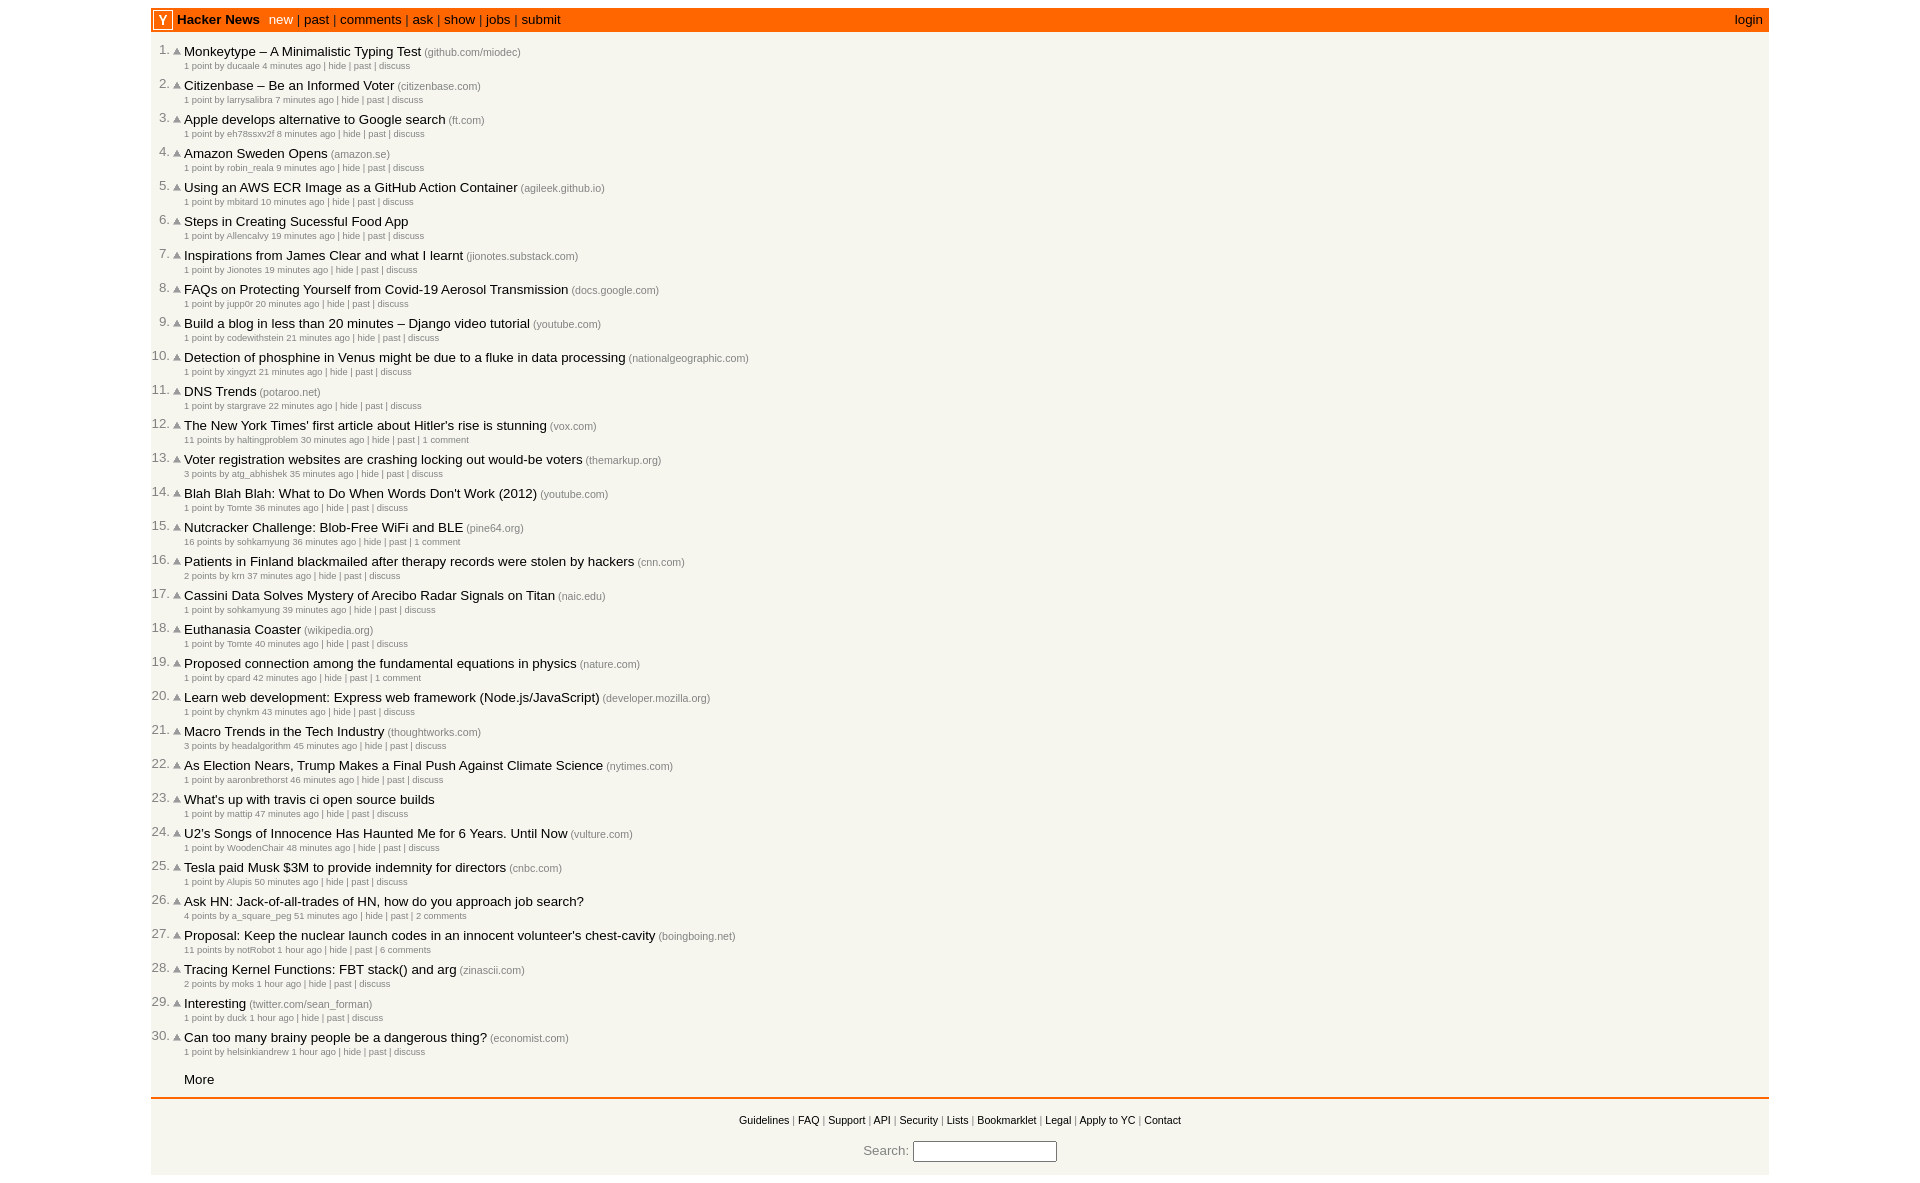 Y Hacker News new | past | comments | ask | show | jobs | submit login
1. Monkeytype – A Minimalistic Typing Test (github.com/miodec)
1 point by ducaale 4 minutes ago | hide | past | discuss
2. Citizenbase – Be an Informed Voter (citizenbase.com)
1 point by larrysalibra 7 minutes ago | hide | past | discuss
3. Apple develops alternative to Google search (ft.com)
1 point by eh78ssxv2f 8 minutes ago | hide | past | discuss
4. Amazon Sweden Opens (amazon.se)
1 point by robin_reala 9 minutes ago | hide | past | discuss
5. Using an AWS ECR Image as a GitHub Action Container (agileek.github.io)
1 point by mbitard 10 minutes ago | hide | past | discuss
6. Steps in Creating Sucessful Food App
1 point by Allencalvy 19 minutes ago | hide | past | discuss
7. Inspirations from James Clear and what I learnt (jionotes.substack.com)
1 point by Jionotes 19 minutes ago | hide | past | discuss
8. FAQs on Protecting Yourself from Covid-19 Aerosol Transmission (docs.google.com)
1 point by jupp0r 20 minutes ago | hide | past | discuss
9. Build a blog in less than 20 minutes – Django video tutorial (youtube.com)
1 point by codewithstein 21 minutes ago | hide | past | discuss
10. Detection of phosphine in Venus might be due to a fluke in data processing (nationalgeographic.com)
1 point by xingyzt 21 minutes ago | hide | past | discuss
11. DNS Trends (potaroo.net)
1 point by stargrave 22 minutes ago | hide | past | discuss
12. The New York Times' first article about Hitler's rise is stunning (vox.com)
11 points by haltingproblem 30 minutes ago | hide | past | 1 comment
13. Voter registration websites are crashing locking out would-be voters (themarkup.org)
3 points by atg_abhishek 35 minutes ago | hide | past | discuss
14. Blah Blah Blah: What to Do When Words Don't Work (2012) (youtube.com)
1 point by Tomte 36 minutes ago | hide | past | discuss
15. Nutcracker Challenge: Blob-Free WiFi and BLE (pine64.org)
16 points by sohkamyung 36 minutes ago | hide | past | 1 comment
16. Patients in Finland blackmailed after therapy records were stolen by hackers (cnn.com)
2 points by krn 37 minutes ago | hide | past | discuss
17. Cassini Data Solves Mystery of Arecibo Radar Signals on Titan (naic.edu)
1 point by sohkamyung 39 minutes ago | hide | past | discuss
18. Euthanasia Coaster (wikipedia.org)
1 point by Tomte 40 minutes ago | hide | past | discuss
19. Proposed connection among the fundamental equations in physics (nature.com)
1 point by cpard 42 minutes ago | hide | past | 1 comment
20. Learn web development: Express web framework (Node.js/JavaScript) (developer.mozilla.org)
1 point by chynkm 43 minutes ago | hide | past | discuss
21. Macro Trends in the Tech Industry (thoughtworks.com)
3 points by headalgorithm 45 minutes ago | hide | past | discuss
22. As Election Nears, Trump Makes a Final Push Against Climate Science (nytimes.com)
1 point by aaronbrethorst 46 minutes ago | hide | past | discuss
23. What's up with travis ci open source builds
1 point by mattip 47 minutes ago | hide | past | discuss
24. U2’s Songs of Innocence Has Haunted Me for 6 Years. Until Now (vulture.com)
1 point by WoodenChair 48 minutes ago | hide | past | discuss
25. Tesla paid Musk $3M to provide indemnity for directors (cnbc.com)
1 point by Alupis 50 minutes ago | hide | past | discuss
26. Ask HN: Jack-of-all-trades of HN, how do you approach job search?
4 points by a_square_peg 51 minutes ago | hide | past | 2 comments
27. Proposal: Keep the nuclear launch codes in an innocent volunteer's chest-cavity (boingboing.net)
11 points by notRobot 1 hour ago | hide | past | 6 comments
28. Tracing Kernel Functions: FBT stack() and arg (zinascii.com)
2 points by moks 1 hour ago | hide | past | discuss
29. Interesting (twitter.com/sean_forman)
1 point by duck 1 hour ago | hide | past | discuss
30. Can too many brainy people be a dangerous thing? (economist.com)
1 point by helsinkiandrew 1 hour ago | hide | past | discuss
More
Guidelines | FAQ | Support | API | Security | Lists | Bookmarklet | Legal | Apply to YC | Contact
Search: